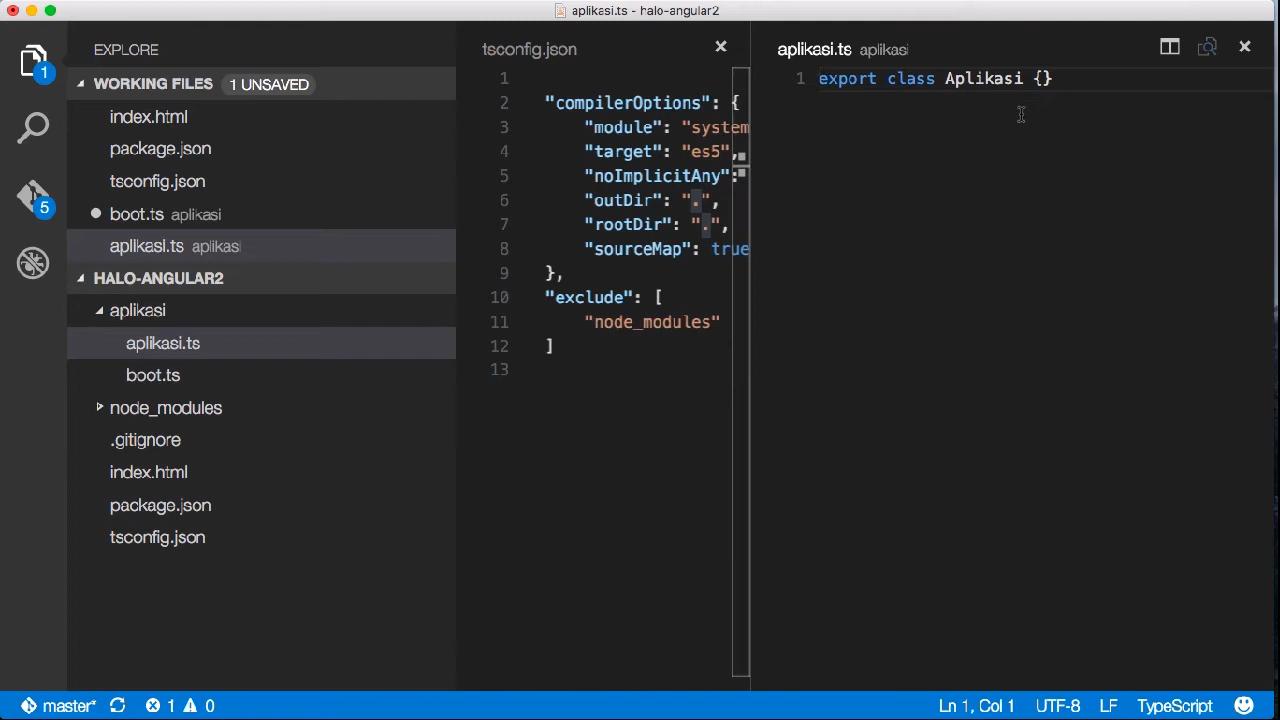 aplikasi.ts - halo-angular2
EXPLORE
WORKING FILES 1 UNSAVED
index.html
package.json
tsconfig.json
boot.ts aplikasi
aplikasi.ts aplikasi
HALO-ANGULAR2
aplikasi
aplikasi.ts
boot.ts
node_modules
.gitignore
index.html
package.json
tsconfig.json
1
5
tsconfig.json
1
2 "compilerOptions": {
3 "module": "system
4 "target": "es5",
5 "noImplicitAny":
6 "outDir": ".",
7 "rootDir": ".",
8 "sourceMap": true
9 },
10 "exclude": [
11 "node_modules"
12 ]
13
aplikasi.ts aplikasi
1 export class Aplikasi {}
master* 1 0 Ln 1, Col 1 UTF-8 LF TypeScript